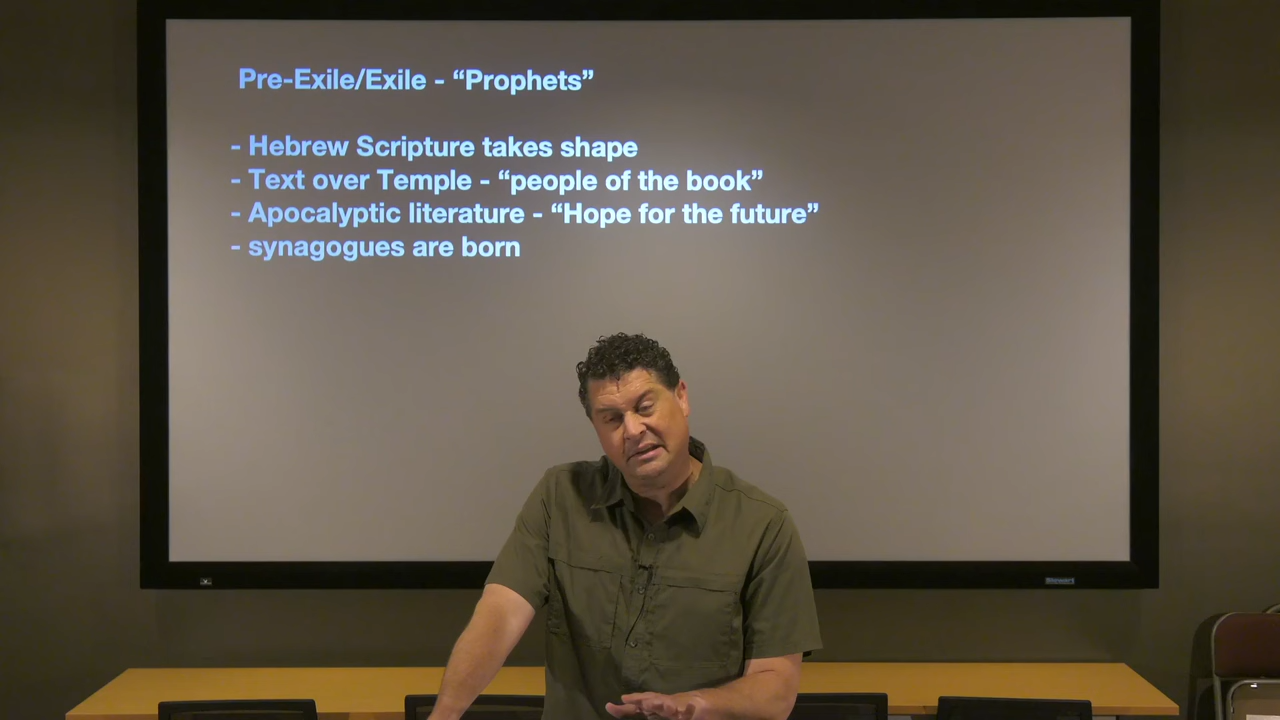 Pre-Exile/Exile - “Prophets”
- Hebrew Scripture takes shape
- Text over Temple - “people of the book”
- Apocalyptic literature - “Hope for the future”
- synagogues are born